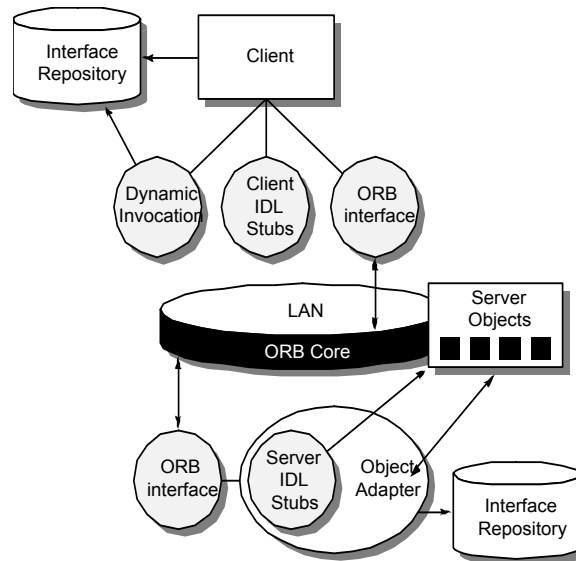 Interface
Repository
Client
Dynamic
Invocation
Client
IDL
Stubs
ORB
interface
LAN
ORB Core
Server
Objects
ORB
interface
Server
IDL
Stubs
Object
Adapter
Interface
Repository